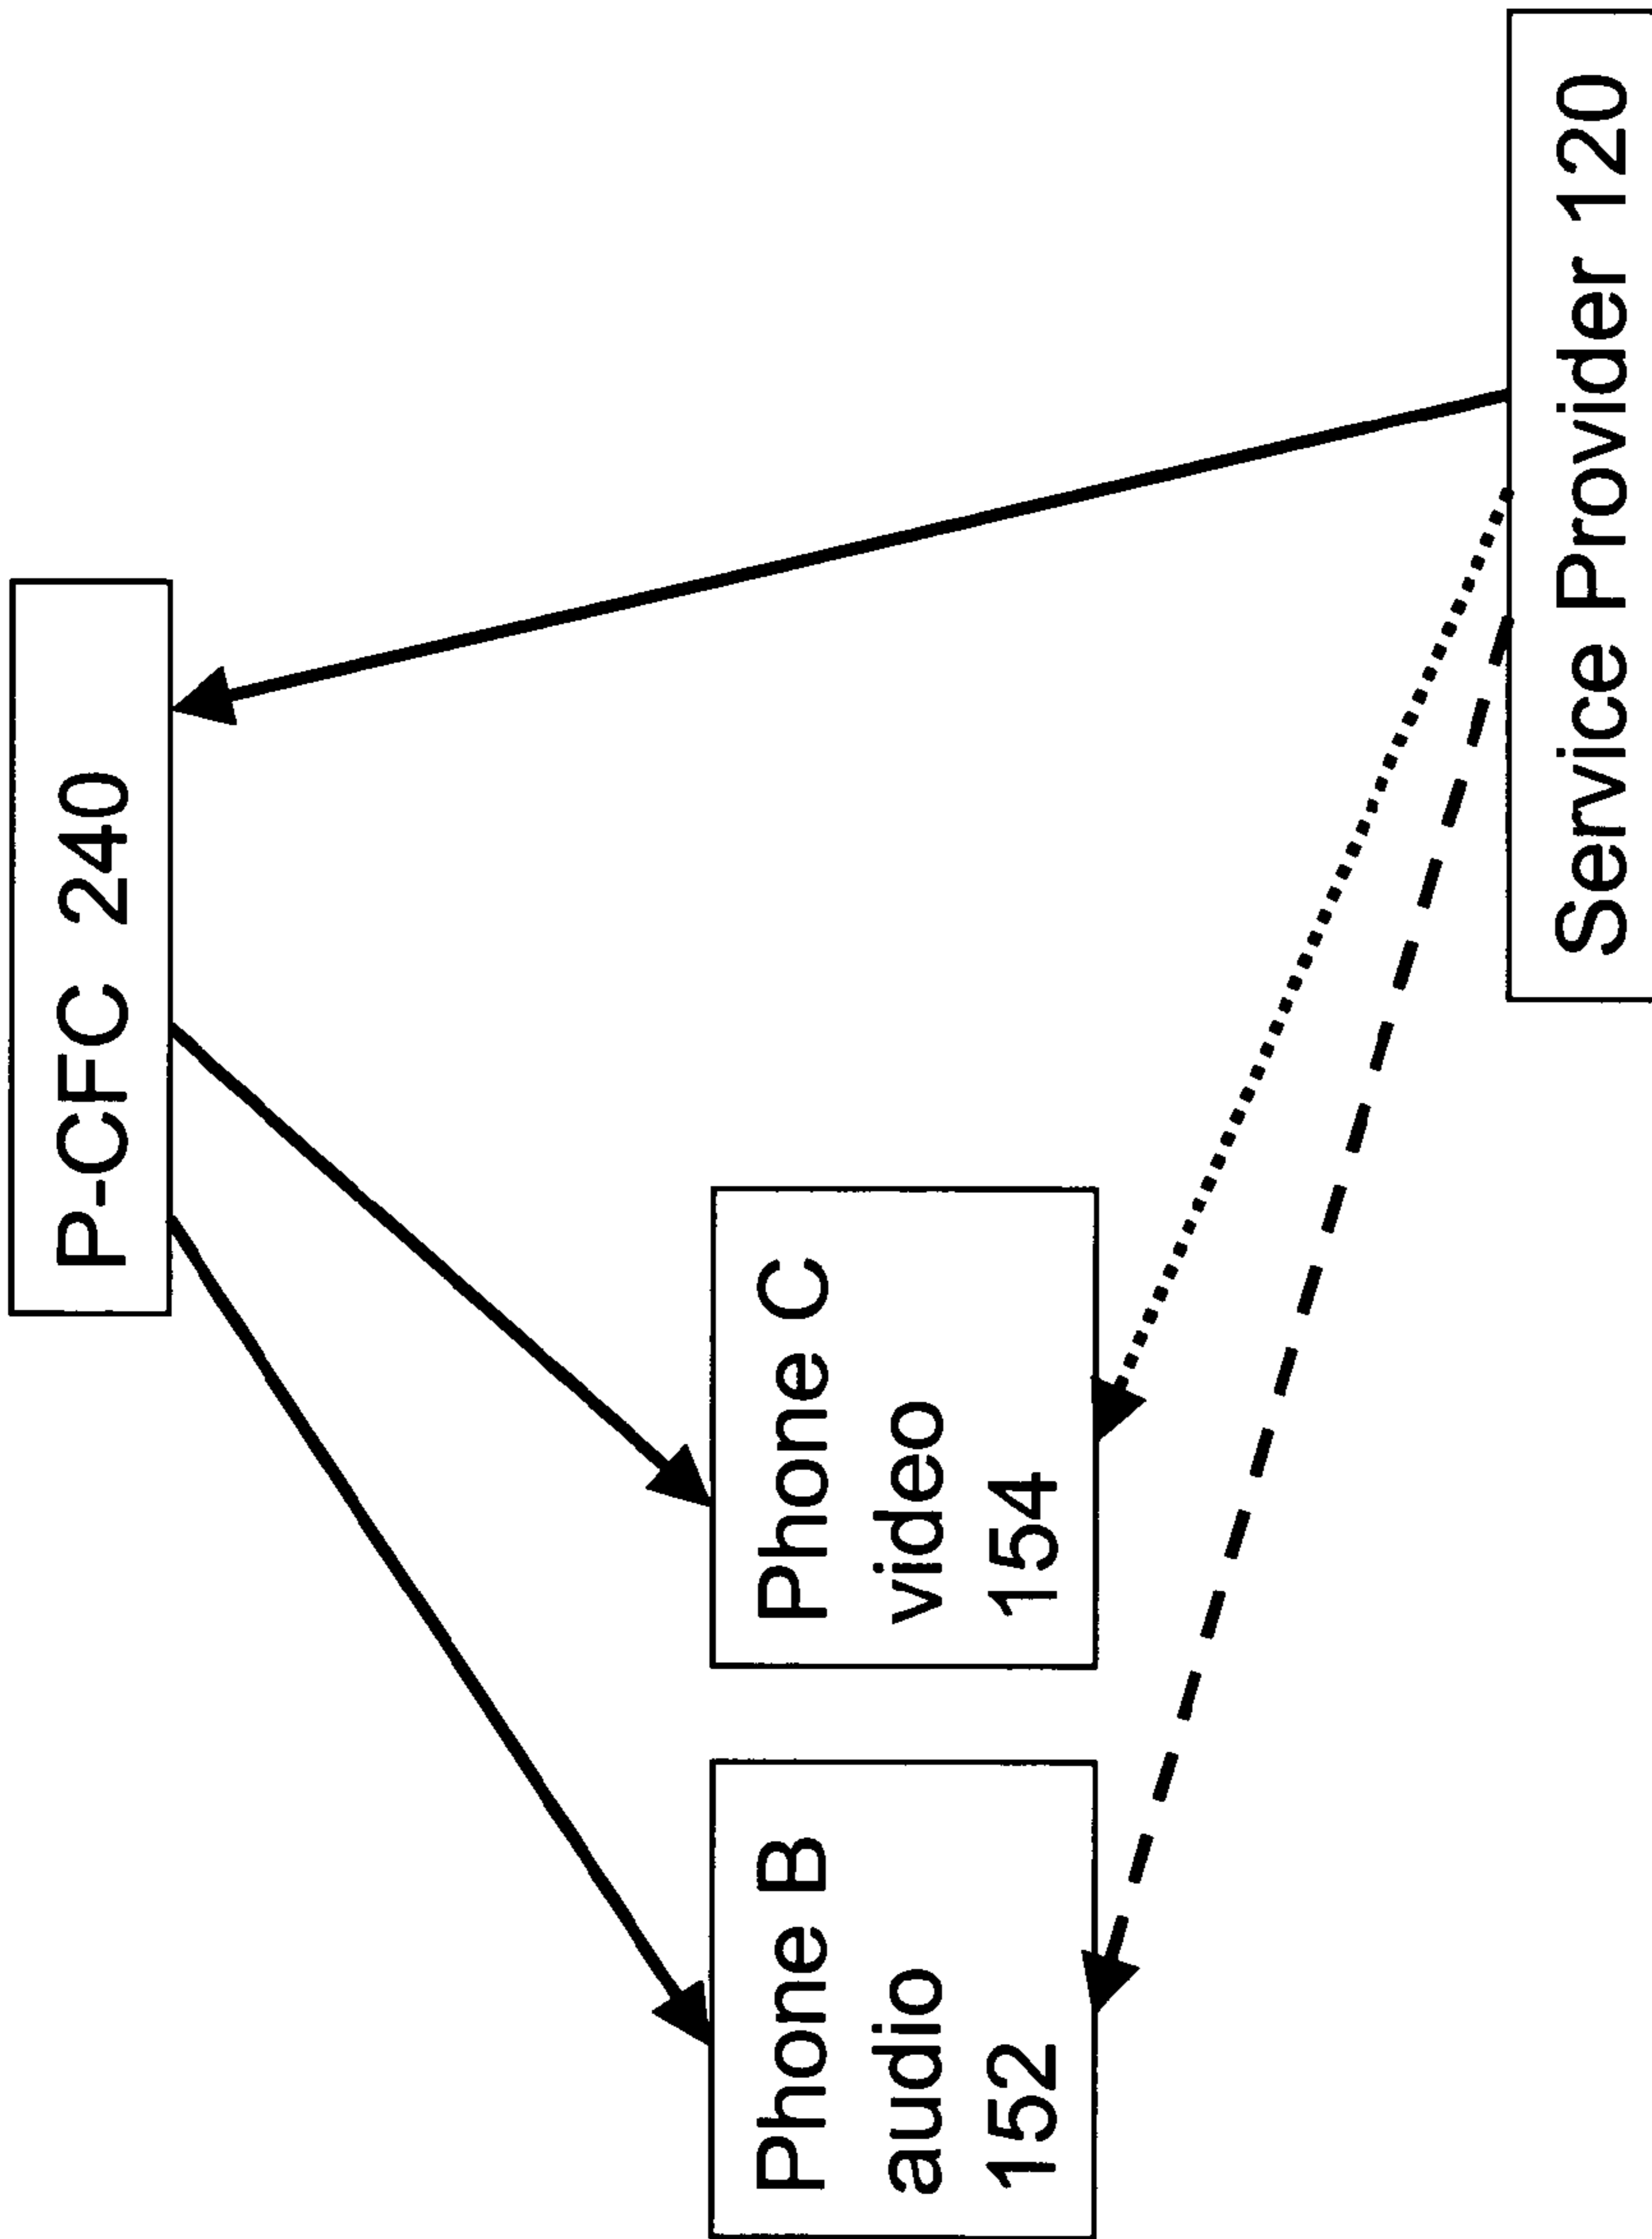 P-CFC 240
Phone B
audio
152
Phone C
video
154
Service Provider 120